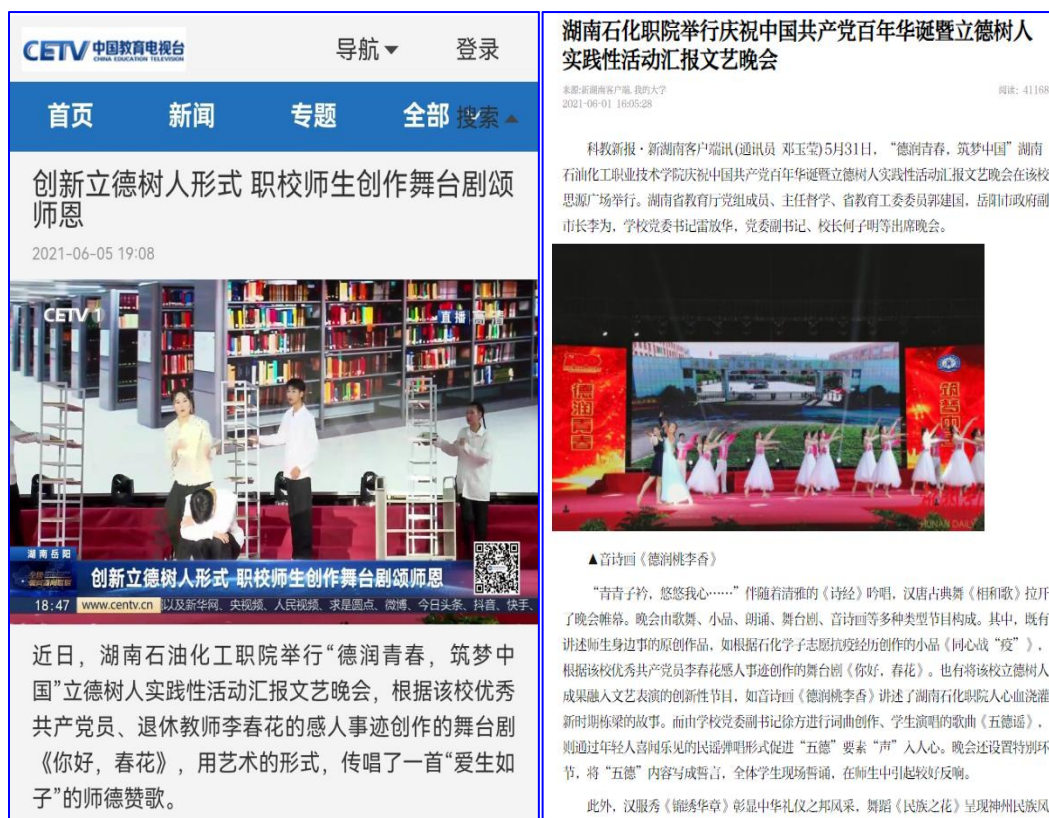 CETV 中国教育电视台
CHINA EDUCATION TELEVISION
导航
登录
首页
新闻
专题
全部
搜索
创新立德树人形式 职校师生创作舞台剧颂
师恩
2021-06-05 19:08
CETV 1
直播 高清
湖南岳阳
创新立德树人形式 职校师生创作舞台剧颂师恩
18:47 www.centv.cn 以及新华网、央视频、人民视频、求是圆点、微博、今日头条、抖音、快手、
近日，湖南石油化工职院举行“德润青春，筑梦中
国”立德树人实践性活动汇报文艺晚会，根据该校优秀
共产党员、退休教师李春花的感人事迹创作的舞台剧
《你好，春花》，用艺术的形式，传唱了一首“爱生如
子”的师德赞歌。
湖南石化职院举行庆祝中国共产党百年华诞暨立德树人
实践性活动汇报文艺晚会
来源:新湖南客户端.我的大学
阅读: 41168
2021-06-01 16:05:28
科教新报·新湖南客户端讯(通讯员 邓玉莹)5月31日，“德润青春，筑梦中国”湖南
石油化工职业技术学院庆祝中国共产党百年华诞暨立德树人实践性活动汇报文艺晚会在该校
思源广场举行。湖南省教育厅党组成员、主任督学、省教育工委委员郭建国，岳阳市政府副
市长李为，学校党委书记雷放华，党委副书记、校长何子明等出席晚会。
德润青春
筑梦中国
HUNAN DAILY
▲音诗画《德润桃李香》
“青青子衿，悠悠我心……”伴随着清雅的《诗经》吟唱，汉唐古典舞《相和歌》拉开
了晚会帷幕。晚会由歌舞、小品、朗诵、舞台剧、音诗画等多种类型节目构成。其中，既有
讲述师生身边事的原创作品，如根据石化学子志愿抗疫经历创作的小品《同心战“疫”》，
根据该校优秀共产党员李春花感人事迹创作的舞台剧《你好，春花》。也有将该校立德树人
成果融入文艺表演的创新性节目，如音诗画《德润桃李香》讲述了湖南石化职院人心血浇灌
新时期栋梁的故事。而由学校党委副书记徐方进行词曲创作、学生演唱的歌曲《五德谣》，
则通过年轻人喜闻乐见的民谣弹唱形式促进“五德”要素“声”入人心。晚会还设置特别环
节，将“五德”内容写成誓言，全体学生现场誓诵，在师生中引起较好反响。
此外，汉服秀《锦绣华章》彰显中华礼仪之邦风采，舞蹈《民族之花》呈现神州民族风